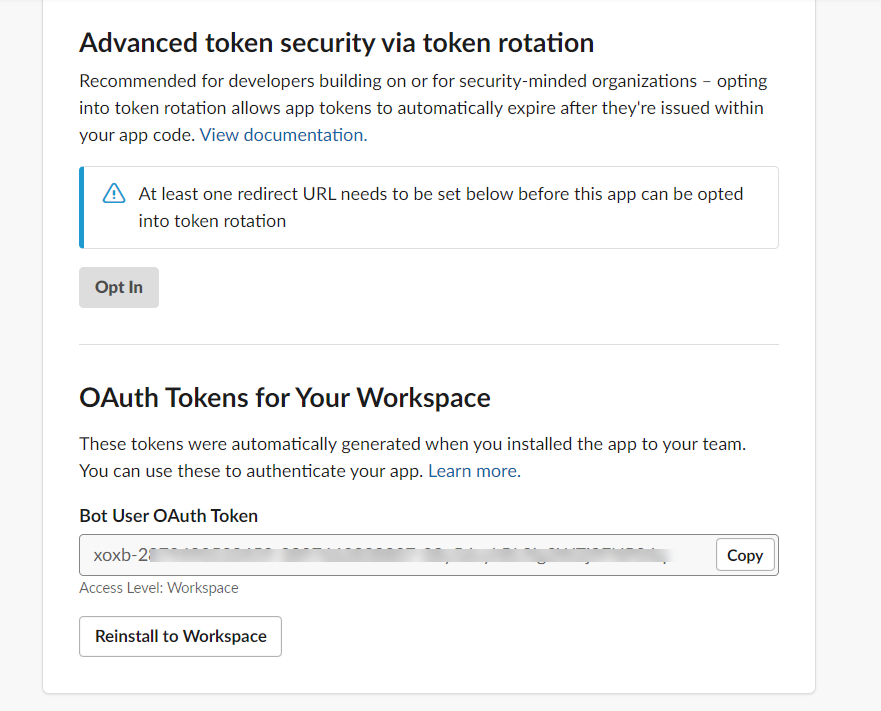 Advanced token security via token rotation
Recommended for developers building on or for security-minded organizations – opting
into token rotation allows app tokens to automatically expire after they're issued within
your app code. View documentation.
At least one redirect URL needs to be set below before this app can be opted
into token rotation
Opt In
OAuth Tokens for Your Workspace
These tokens were automatically generated when you installed the app to your team.
You can use these to authenticate your app. Learn more.
Bot User OAuth Token
Copy
Access Level: Workspace
Reinstall to Workspace